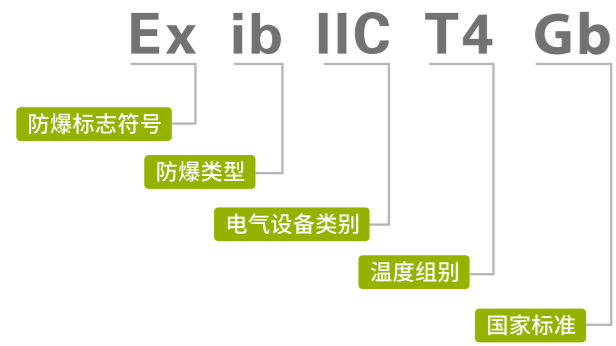 Ex ib IIC T4 Gb
防爆标志符号
防爆类型
电气设备类别
温度组别
国家标准